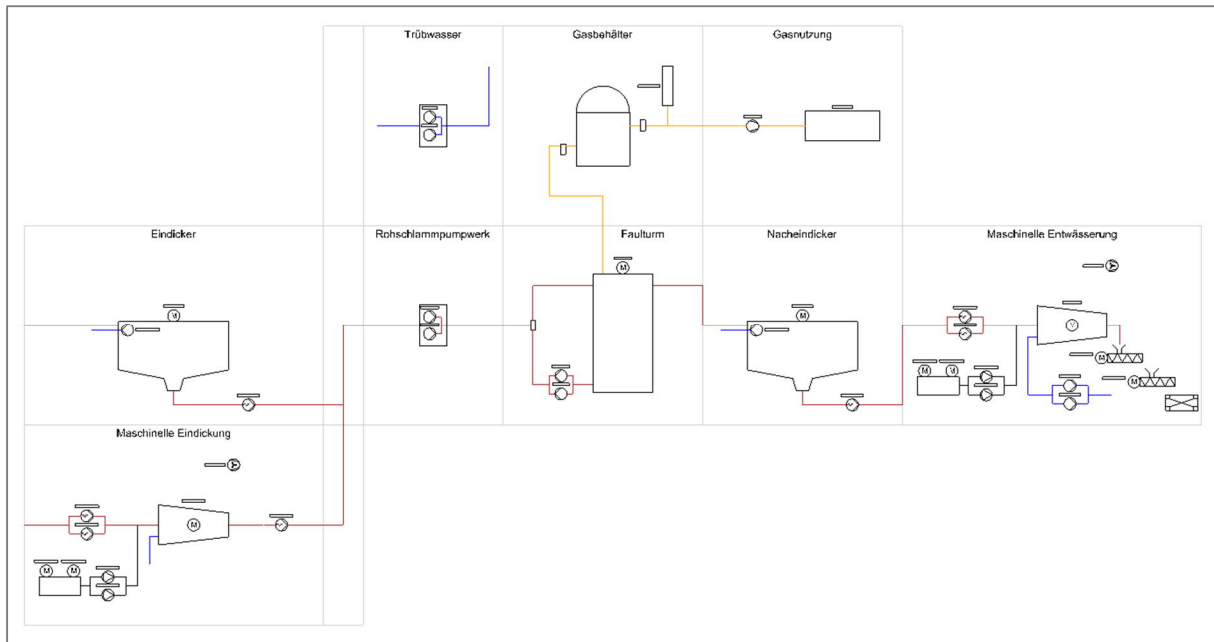 Trübwasser
Gasbehälter
Gasnutzung
Eindicker
Rohschlammpumpwerk
Faulturm
Nacheindicker
Maschinelle Entwässerung
M
M
M
M
M
Maschinelle Eindickung
M
M
M
M
M